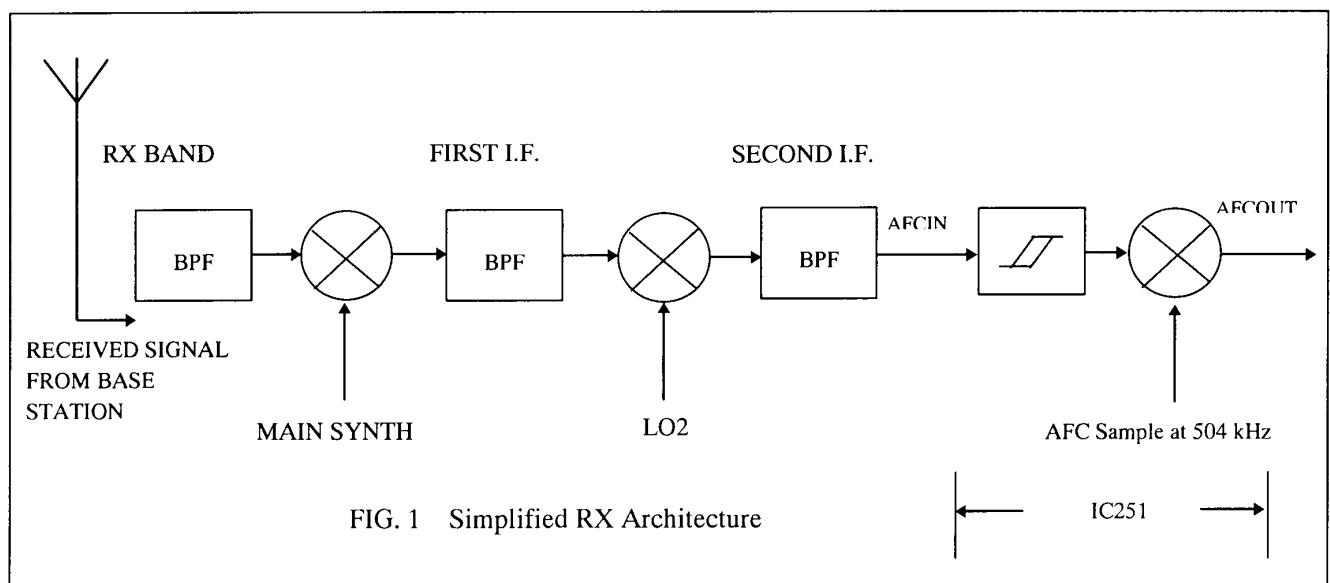 RX BAND
FIRST I.F.
SECOND I.F.
AFCIN
AFCOUT
BPF
BPF
BPF
RECEIVED SIGNAL
FROM BASE
STATION
MAIN SYNTH
LO2
AFC Sample at 504 kHz
FIG. 1 Simplified RX Architecture
IC251